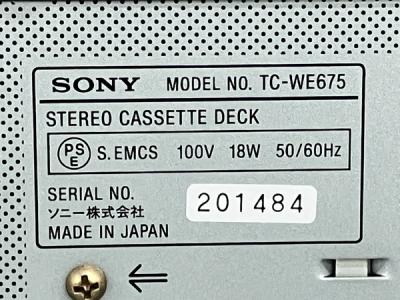 SONY MODEL NO. TC-WE675
STEREO CASSETTE DECK
PS E S.EMCS 100V 18W 50/60Hz
SERIAL NO. 201484
ソニー株式会社
MADE IN JAPAN